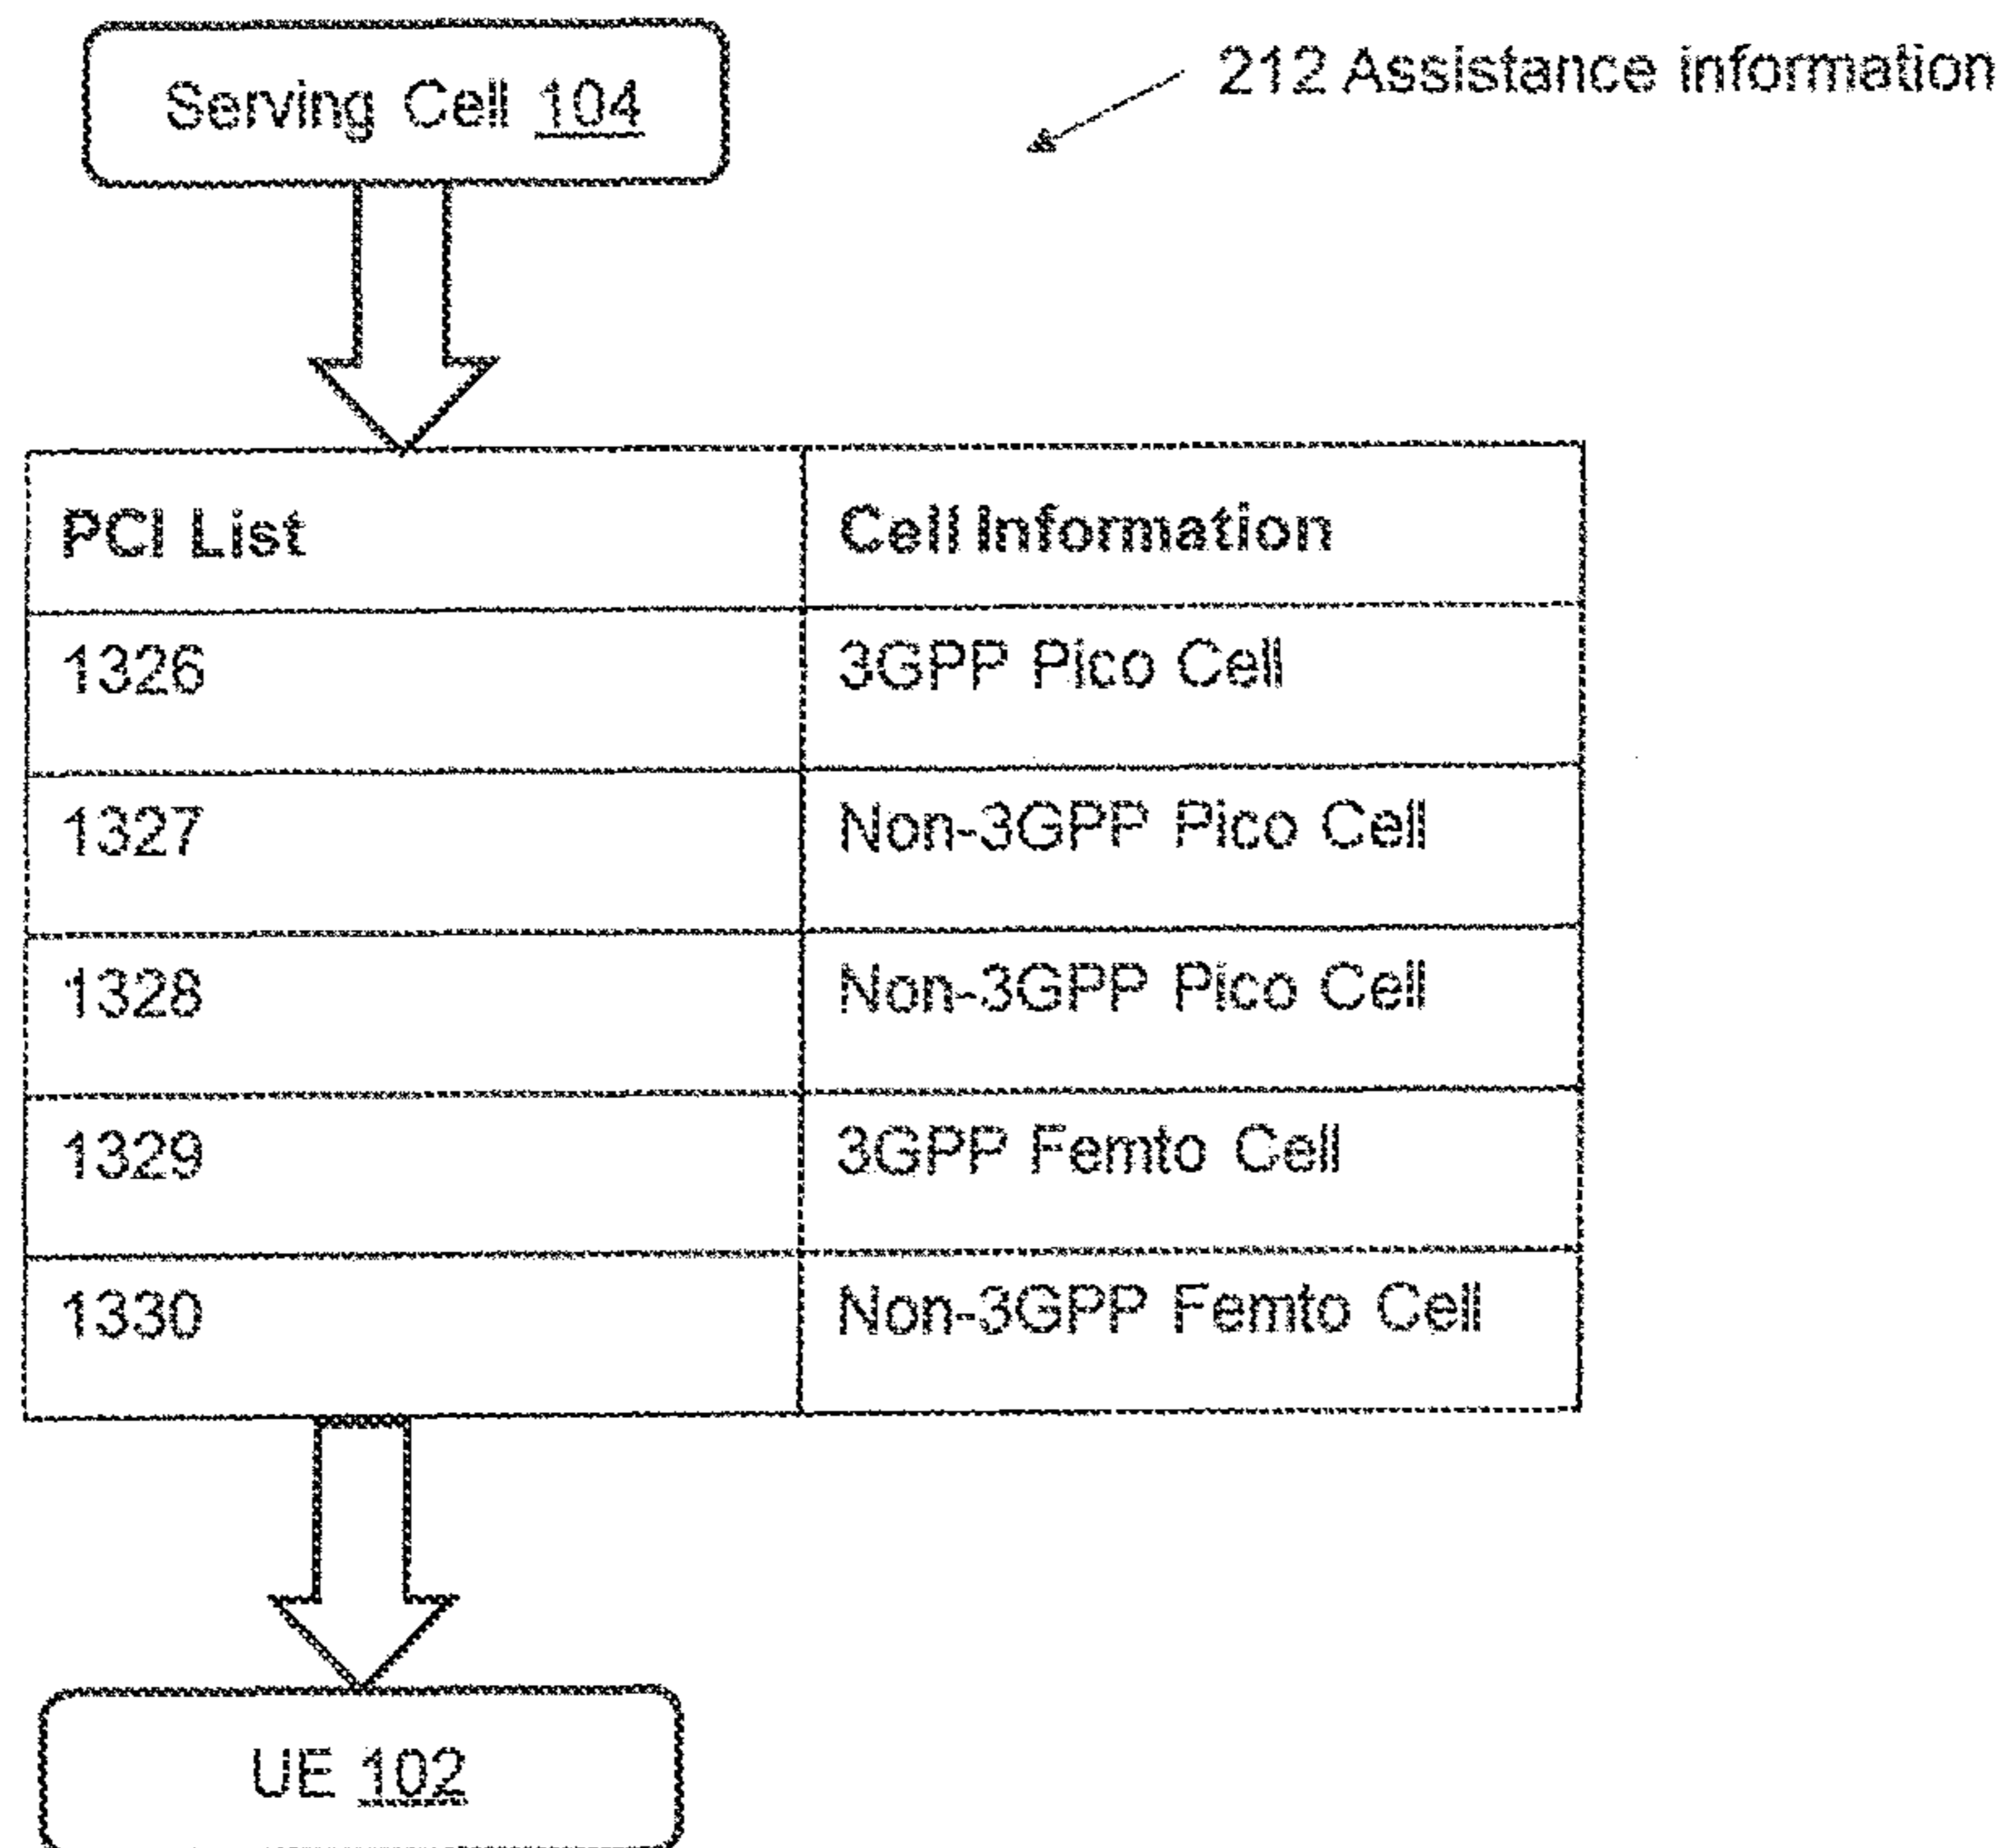 Serving Cell 104
212 Assistance information
PCI List Cell Information
1326 3GPP Pico Cell
1327 Non-3GPP Pico Cell
1328 Non-3GPP Pico Cell
1329 3GPP Femto Cell
1330 Non-3GPP Femto Cell
UE 102